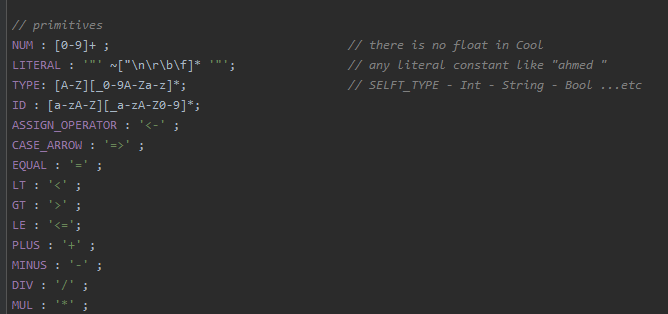 // primitives
NUM : [0-9]+ ; // there is no float in Cool
LITERAL : '"' ~["\n\r\b\f]* '"'; // any literal constant like "ahmed "
TYPE: [A-Z][_0-9A-Za-z]*; // SELFT_TYPE - Int - String - Bool ...etc
ID : [a-zA-Z][_a-zA-Z0-9]*;
ASSIGN_OPERATOR : '<-' ;
CASE_ARROW : '=>' ;
EQUAL : '=' ;
LT : '<' ;
GT : '>' ;
LE : '<=';
PLUS : '+' ;
MINUS : '-' ;
DIV : '/' ;
MUL : '*' ;